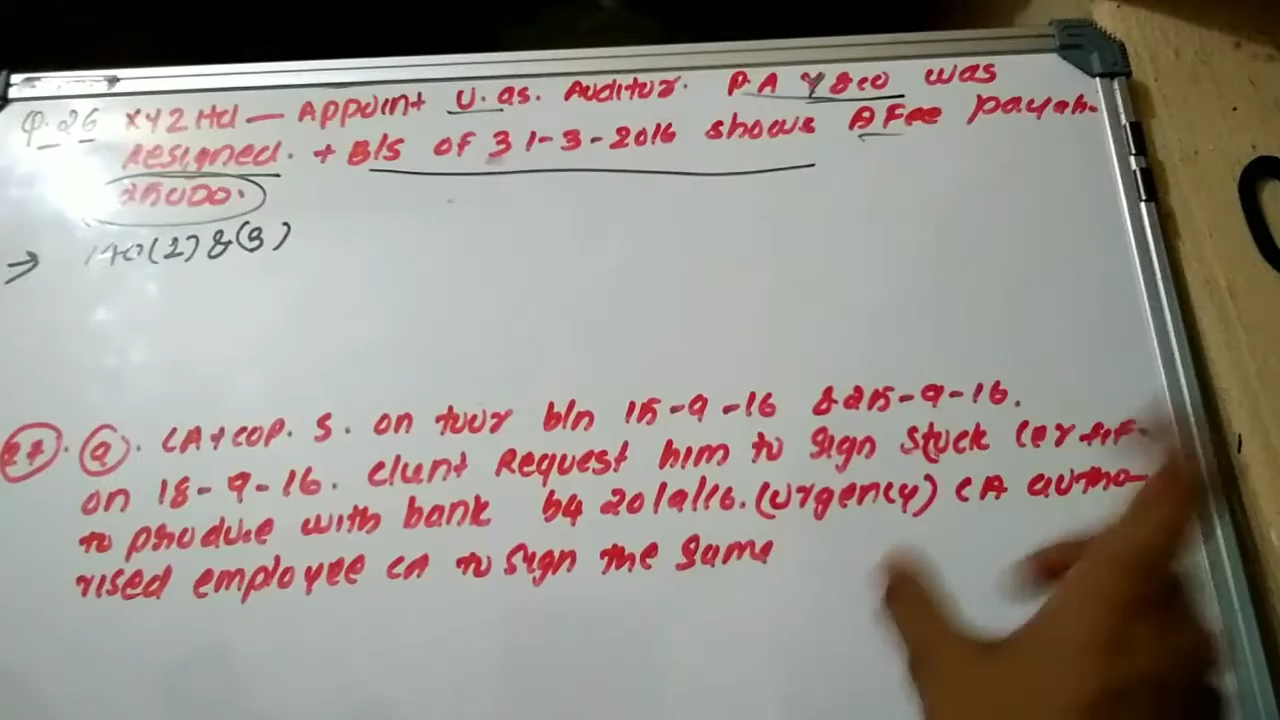 Q.26 XYZ Ltd — Appoint U. as. Auditor. P.A Y & co was
Resigned. + B/S of 31-3-2016 shows A Fee payab.
25000.
→ 140(2) & (3)
27. a. CA + COP. S. on tour b/n 15-9-16 & 25-9-16.
on 18-9-16. Client Request him to sign stock certif-
to produce with bank by 20/9/16. (urgency) CA autho-
rised employee CA to sign the same